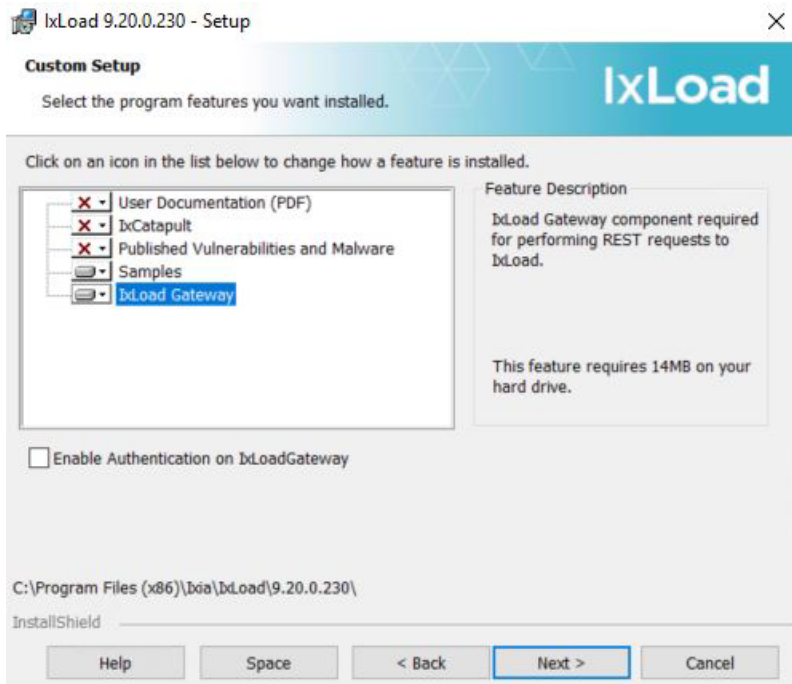 IxLoad 9.20.0.230 - Setup
Custom Setup
Select the program features you want installed.
IxLoad
Click on an icon in the list below to change how a feature is installed.
User Documentation (PDF)
IxCatapult
Published Vulnerabilities and Malware
Samples
IxLoad Gateway
Feature Description
IxLoad Gateway component required
for performing REST requests to
IxLoad.
This feature requires 14MB on your
hard drive.
Enable Authentication on IxLoadGateway
C:\Program Files (x86)\Ixia\IxLoad\9.20.0.230\
InstallShield
Help
Space
< Back
Next >
Cancel